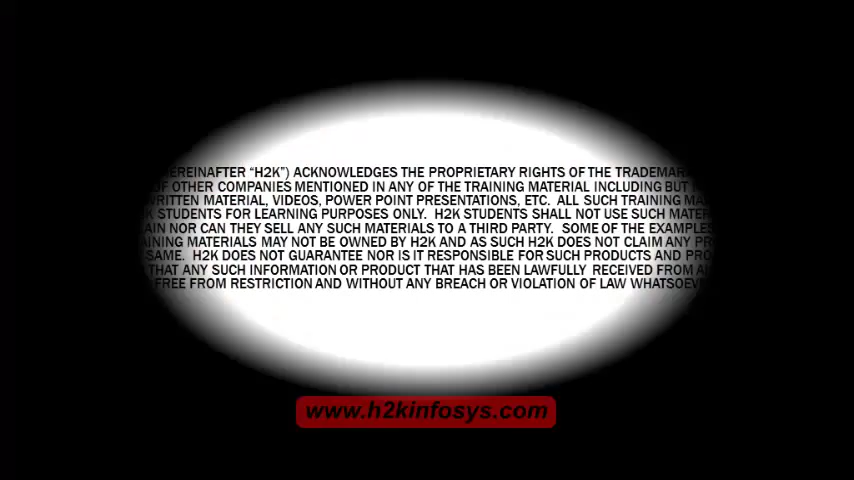 EREINAFTER “H2K”) ACKNOWLEDGES THE PROPRIETARY RIGHTS OF THE TRADEMAR
OF OTHER COMPANIES MENTIONED IN ANY OF THE TRAINING MATERIAL INCLUDING BUT
WRITTEN MATERIAL, VIDEOS, POWER POINT PRESENTATIONS, ETC. ALL SUCH TRAINING MA
K STUDENTS FOR LEARNING PURPOSES ONLY. H2K STUDENTS SHALL NOT USE SUCH MATER
AIN NOR CAN THEY SELL ANY SUCH MATERIALS TO A THIRD PARTY. SOME OF THE EXAMPLES
AINING MATERIALS MAY NOT BE OWNED BY H2K AND AS SUCH H2K DOES NOT CLAIM ANY PR
SAME. H2K DOES NOT GUARANTEE NOR IS IT RESPONSIBLE FOR SUCH PRODUCTS AND PRO
THAT ANY SUCH INFORMATION OR PRODUCT THAT HAS BEEN LAWFULLY RECEIVED FROM
FREE FROM RESTRICTION AND WITHOUT ANY BREACH OR VIOLATION OF LAW WHATSOEV
www.h2kinfosys.com